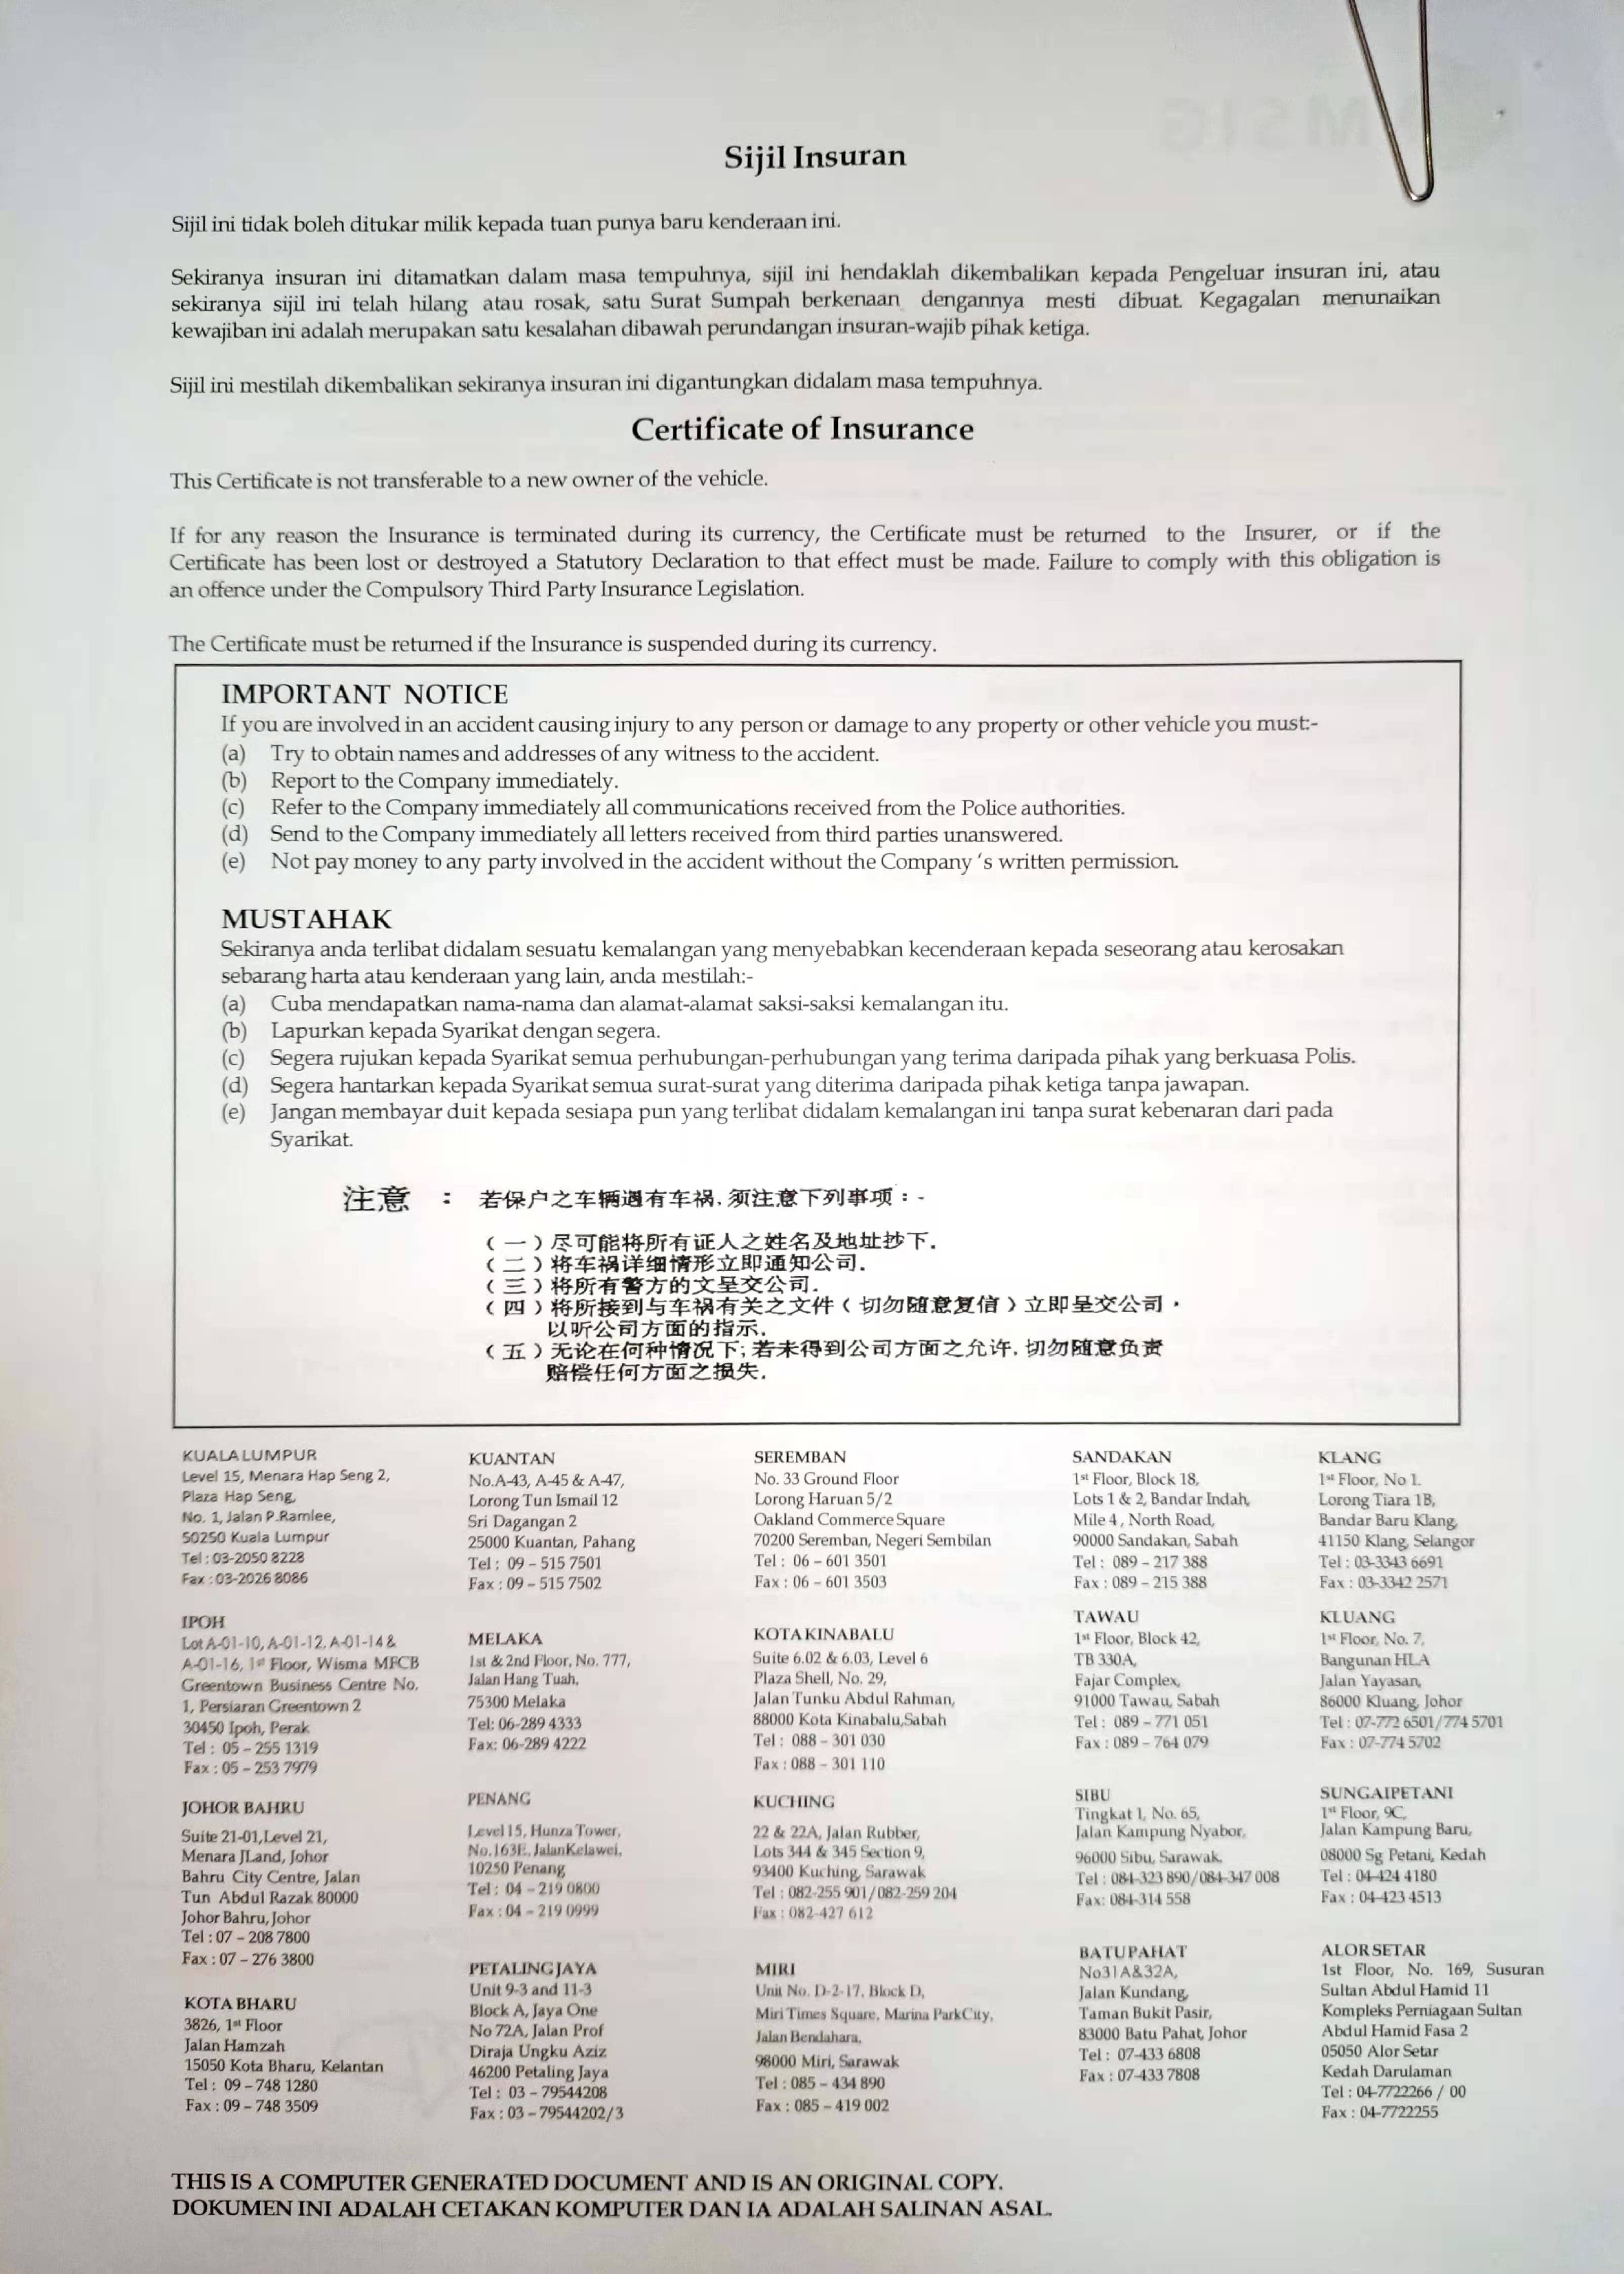 Sijil Insuran
Sijil ini tidak boleh ditukar milik kepada tuan punya baru kenderaan ini.
Sekiranya insuran ini ditamatkan dalam masa tempuhnya, sijil ini hendaklah dikembalikan kepada Pengeluar insuran ini, atau
sekiranya sijil ini telah hilang atau rosak, satu Surat Sumpah berkenaan dengannya mesti dibuat. Kegagalan menunaikan
kewajiban ini adalah merupakan satu kesalahan dibawah perundangan insuran-wajib pihak ketiga.
Sijil ini mestilah dikembalikan sekiranya insuran ini digantungkan didalam masa tempuhnya.
Certificate of Insurance
This Certificate is not transferable to a new owner of the vehicle.
If for any reason the Insurance is terminated during its currency, the Certificate must be returned to the Insurer, or if the
Certificate has been lost or destroyed a Statutory Declaration to that effect must be made. Failure to comply with this obligation is
an offence under the Compulsory Third Party Insurance Legislation.
The Certificate must be returned if the Insurance is suspended during its currency.
IMPORTANT NOTICE
If you are involved in an accident causing injury to any person or damage to any property or other vehicle you must:-
(a) Try to obtain names and addresses of any witness to the accident.
(b) Report to the Company immediately.
(c) Refer to the Company immediately all communications received from the Police authorities.
(d) Send to the Company immediately all letters received from third parties unanswered.
(e) Not pay money to any party involved in the accident without the Company 's written permission.
MUSTAHAK
Sekiranya anda terlibat didalam sesuatu kemalangan yang menyebabkan kecenderaan kepada seseorang atau kerosakan
sebarang harta atau kenderaan yang lain, anda mestilah:-
(a) Cuba mendapatkan nama-nama dan alamat-alamat saksi-saksi kemalangan itu.
(b) Lapurkan kepada Syarikat dengan segera.
(c) Segera rujukan kepada Syarikat semua perhubungan-perhubungan yang terima daripada pihak yang berkuasa Polis.
(d) Segera hantarkan kepada Syarikat semua surat-surat yang diterima daripada pihak ketiga tanpa jawapan.
(e) Jangan membayar duit kepada sesiapa pun yang terlibat didalam kemalangan ini tanpa surat kebenaran dari pada
Syarikat.
注意 : 若保户之车辆遇有车祸.须注意下列事项:-
(一)尽可能将所有证人之姓名及地址抄下.
(二)将车祸详细情形立即通知公司.
(三)将所有警方的文呈交公司.
(四)将所接到与车祸有关之文件(切勿随意复信)立即呈交公司·
以听公司方面的指示.
(五)无论在何种情况下;若未得到公司方面之允许.切勿随意负责
赔偿任何方面之损失.
KUALA LUMPUR
Level 15, Menara Hap Seng 2,
Plaza Hap Seng,
No. 1, Jalan P.Ramlee,
50250 Kuala Lumpur
Tel : 03-2050 8228
Fax : 03-2026 8086
IPOH
Lot A-01-10, A-01-12, A-01-14 &
A-01-16, 1st Floor, Wisma MFCB
Greentown Business Centre No.
1, Persiaran Greentown 2
30450 Ipoh, Perak
Tel : 05 – 255 1319
Fax : 05 – 253 7979
JOHOR BAHRU
Suite 21-01,Level 21,
Menara JLand, Johor
Bahru City Centre, Jalan
Tun Abdul Razak 80000
Johor Bahru, Johor
Tel : 07 – 208 7800
Fax : 07 – 276 3800
KOTA BHARU
3826, 1st Floor
Jalan Hamzah
15050 Kota Bharu, Kelantan
Tel : 09 – 748 1280
Fax : 09 – 748 3509
KUANTAN
No.A-43, A-45 & A-47,
Lorong Tun Ismail 12
Sri Dagangan 2
25000 Kuantan, Pahang
Tel : 09 – 515 7501
Fax : 09 – 515 7502
MELAKA
1st & 2nd Floor, No. 777,
Jalan Hang Tuah,
75300 Melaka
Tel: 06-289 4333
Fax: 06-289 4222
PENANG
Level 15, Hunza Tower,
No.163E, Jalan Kelawei,
10250 Penang
Tel : 04 – 219 0800
Fax : 04 – 219 0999
PETALING JAYA
Unit 9-3 and 11-3
Block A, Jaya One
No 72A, Jalan Prof
Diraja Ungku Aziz
46200 Petaling Jaya
Tel : 03 – 79544208
Fax : 03 – 79544202/3
SEREMBAN
No. 33 Ground Floor
Lorong Haruan 5/2
Oakland Commerce Square
70200 Seremban, Negeri Sembilan
Tel : 06 – 601 3501
Fax : 06 – 601 3503
KOTA KINABALU
Suite 6.02 & 6.03, Level 6
Plaza Shell, No. 29,
Jalan Tunku Abdul Rahman,
88000 Kota Kinabalu,Sabah
Tel : 088 – 301 030
Fax : 088 – 301 110
KUCHING
22 & 22A, Jalan Rubber,
Lots 344 & 345 Section 9,
93400 Kuching, Sarawak
Tel : 082-255 901/082-259 204
Fax : 082-427 612
MIRI
Unit No. D-2-17, Block D,
Miri Times Square, Marina ParkCity,
Jalan Bendahara,
98000 Miri, Sarawak
Tel : 085 – 434 890
Fax : 085 – 419 002
SANDAKAN
1st Floor, Block 18,
Lots 1 & 2, Bandar Indah,
Mile 4 , North Road,
90000 Sandakan, Sabah
Tel : 089 – 217 388
Fax : 089 – 215 388
TAWAU
1st Floor, Block 42,
TB 330A,
Fajar Complex,
91000 Tawau, Sabah
Tel : 089 – 771 051
Fax : 089 – 764 079
SIBU
Tingkat 1, No. 65,
Jalan Kampung Nyabor,
96000 Sibu, Sarawak.
Tel : 084-323 890/084-347 008
Fax: 084-314 558
BATU PAHAT
No31A&32A,
Jalan Kundang,
Taman Bukit Pasir,
83000 Batu Pahat, Johor
Tel : 07-433 6808
Fax : 07-433 7808
KLANG
1st Floor, No 1.
Lorong Tiara 1B,
Bandar Baru Klang,
41150 Klang, Selangor
Tel : 03-3343 6691
Fax : 03-3342 2571
KLUANG
1st Floor, No. 7,
Bangunan HLA
Jalan Yayasan,
86000 Kluang, Johor
Tel : 07-772 6501/774 5701
Fax : 07-774 5702
SUNGAI PETANI
1st Floor, 9C,
Jalan Kampung Baru,
08000 Sg Petani, Kedah
Tel : 04-424 4180
Fax : 04-423 4513
ALOR SETAR
1st Floor, No. 169, Susuran
Sultan Abdul Hamid 11
Kompleks Perniagaan Sultan
Abdul Hamid Fasa 2
05050 Alor Setar
Kedah Darulaman
Tel : 04-7722266 / 00
Fax : 04-7722255
THIS IS A COMPUTER GENERATED DOCUMENT AND IS AN ORIGINAL COPY.
DOKUMEN INI ADALAH CETAKAN KOMPUTER DAN IA ADALAH SALINAN ASAL.